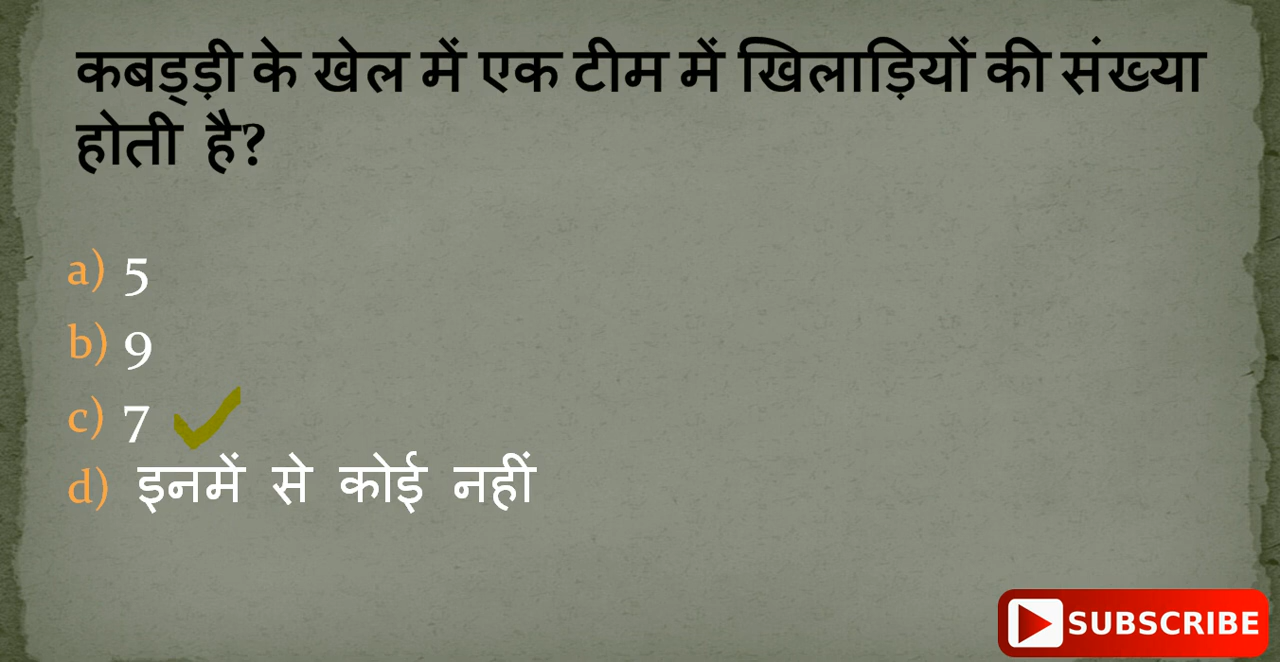 कबड्ड़ी के खेल में एक टीम में खिलाड़ियों की संख्या
होती है?
a) 5
b) 9
c) 7
d) इनमें से कोई नहीं
SUBSCRIBE